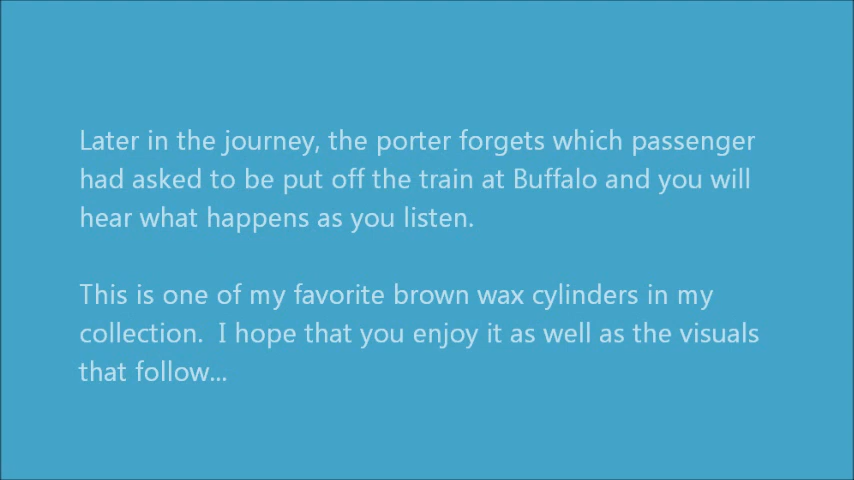 Later in the journey, the porter forgets which passenger
had asked to be put off the train at Buffalo and you will
hear what happens as you listen.
This is one of my favorite brown wax cylinders in my
collection.  I hope that you enjoy it as well as the visuals
that follow...